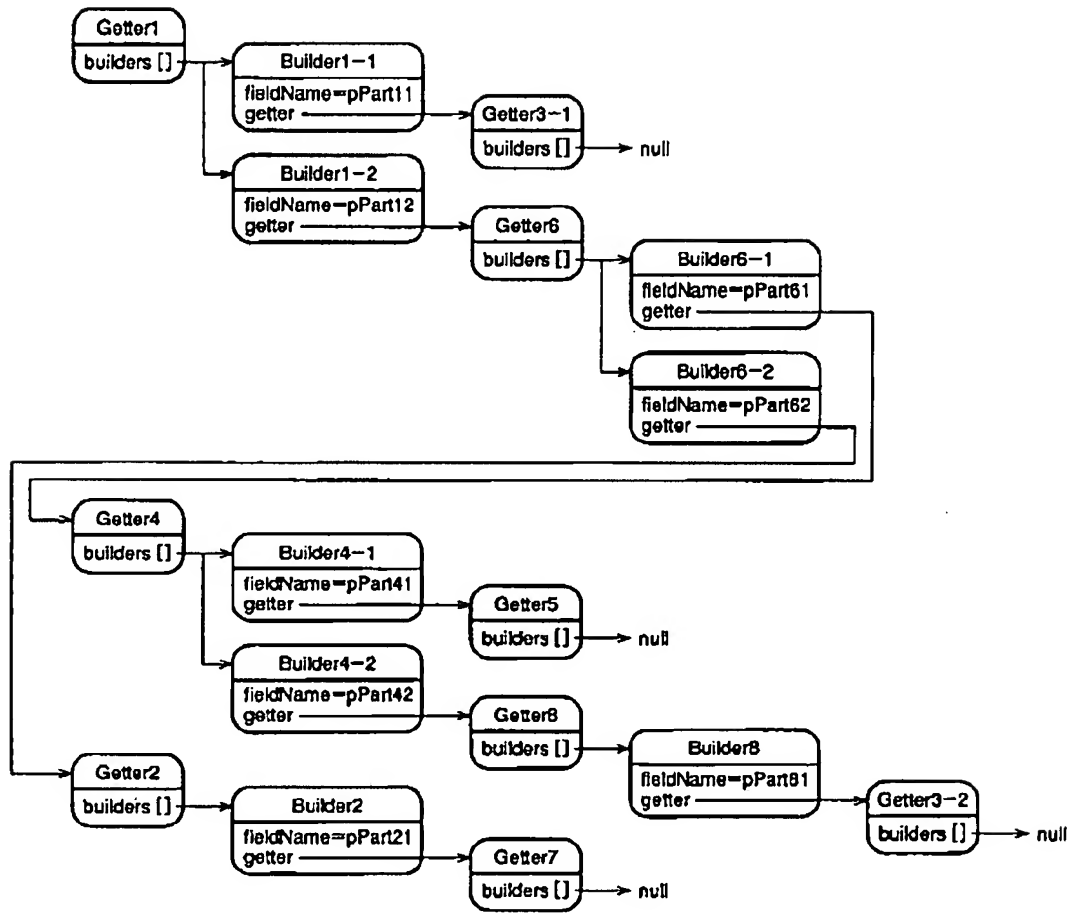 Getter1
builders []
Builder1-1
fieldName=pPart11
getter
Getter3-1
builders []
null
Builder1-2
fieldName=pPart12
getter
Getter6
builders []
Builder6-1
fieldName=pPart61
getter
Builder6-2
fieldName=pPart62
getter
Getter4
builders []
Builder4-1
fieldName=pPart41
getter
Getter5
builders []
null
Builder4-2
fieldName=pPart42
getter
Getter8
builders []
Builder8
fieldName=pPart81
getter
Getter3-2
builders []
null
Getter2
builders []
Builder2
fieldName=pPart21
getter
Getter7
builders []
null